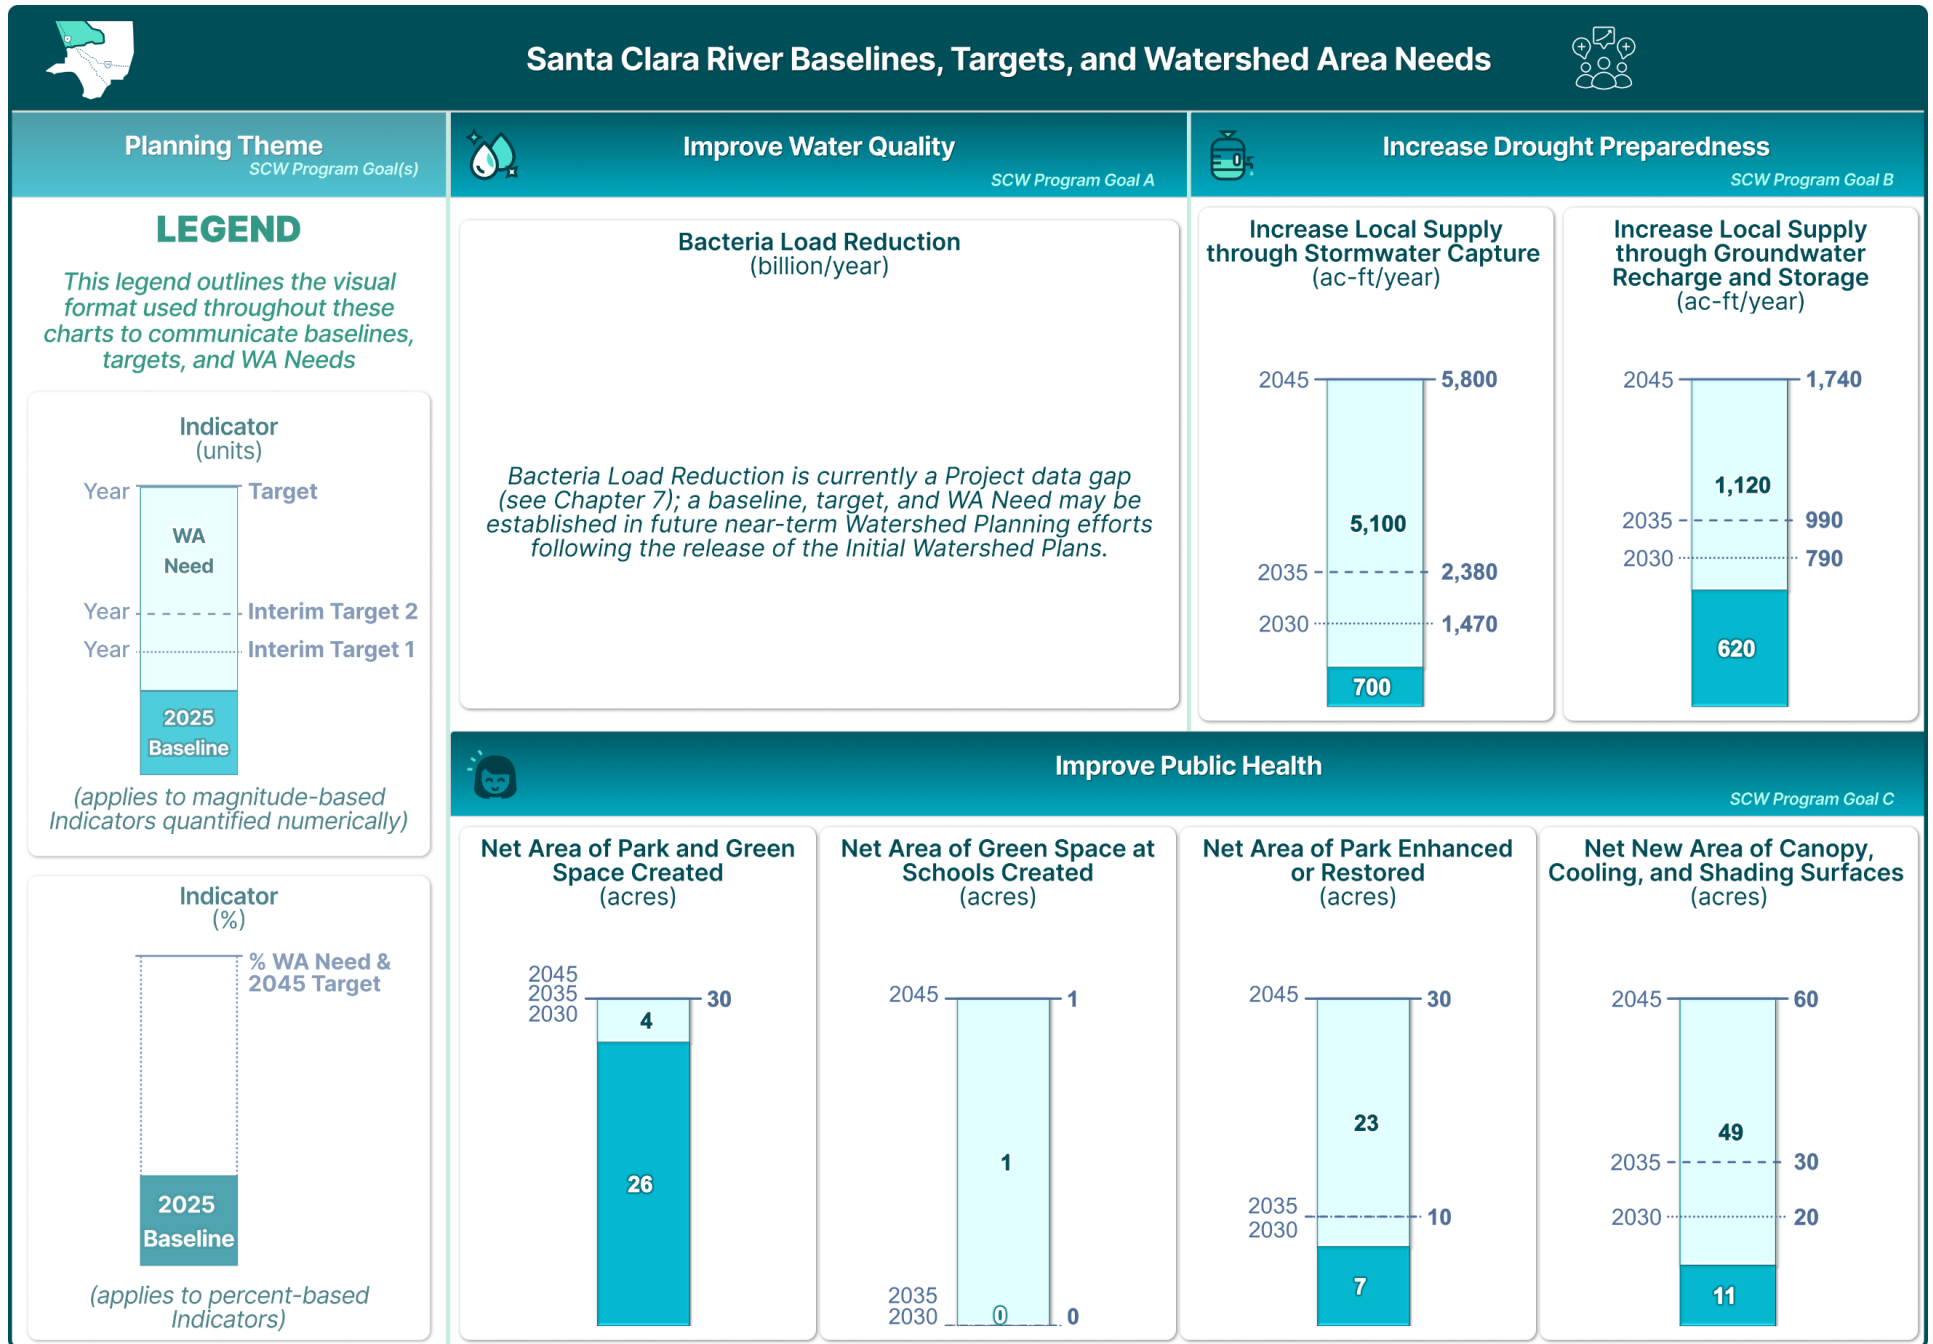 Santa Clara River Baselines, Targets, and Watershed Area Needs
Planning Theme
SCW Program Goal(s)
LEGEND
This legend outlines the visual
format used throughout these
charts to communicate baselines,
targets, and WA Needs
Indicator
(units)
Year
Target
WA
Need
Year
Interim Target 2
Year
Interim Target 1
2025
Baseline
(applies to magnitude-based
Indicators quantified numerically)
Indicator
(%)
% WA Need &
2045 Target
2025
Baseline
(applies to percent-based
Indicators)
Improve Water Quality
SCW Program Goal A
Bacteria Load Reduction
(billion/year)
Bacteria Load Reduction is currently a Project data gap
(see Chapter 7); a baseline, target, and WA Need may be
established in future near-term Watershed Planning efforts
following the release of the Initial Watershed Plans.
Increase Drought Preparedness
SCW Program Goal B
Increase Local Supply
through Stormwater Capture
(ac-ft/year)
2045
5,800
5,100
2035
2,380
2030
1,470
700
Increase Local Supply
through Groundwater
Recharge and Storage
(ac-ft/year)
2045
1,740
1,120
2035
990
2030
790
620
Improve Public Health
SCW Program Goal C
Net Area of Park and Green
Space Created
(acres)
2045
2035
30
2030
4
26
Net Area of Green Space at
Schools Created
(acres)
2045
1
1
2035
2030
0
0
Net Area of Park Enhanced
or Restored
(acres)
2045
30
23
2035
10
2030
7
Net New Area of Canopy,
Cooling, and Shading Surfaces
(acres)
2045
60
49
2035
30
2030
20
11